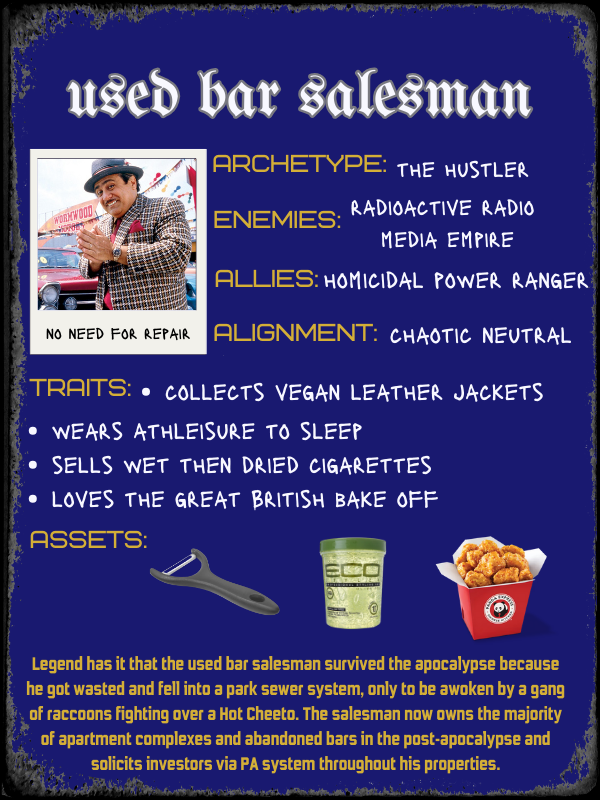 used bar salesman
WORMWOOD
NO NEED FOR REPAIR
ARCHETYPE: THE HUSTLER
ENEMIES: RADIOACTIVE RADIO
MEDIA EMPIRE
ALLIES: HOMICIDAL POWER RANGER
ALIGNMENT: CHAOTIC NEUTRAL
TRAITS: • COLLECTS VEGAN LEATHER JACKETS
• WEARS ATHLEISURE TO SLEEP
• SELLS WET THEN DRIED CIGARETTES
• LOVES THE GREAT BRITISH BAKE OFF
ASSETS:
ECO
PANDA EXPRESS
Legend has it that the used bar salesman survived the apocalypse because
he got wasted and fell into a park sewer system, only to be awoken by a gang
of raccoons fighting over a Hot Cheeto. The salesman now owns the majority
of apartment complexes and abandoned bars in the post-apocalypse and
solicits investors via PA system throughout his properties.